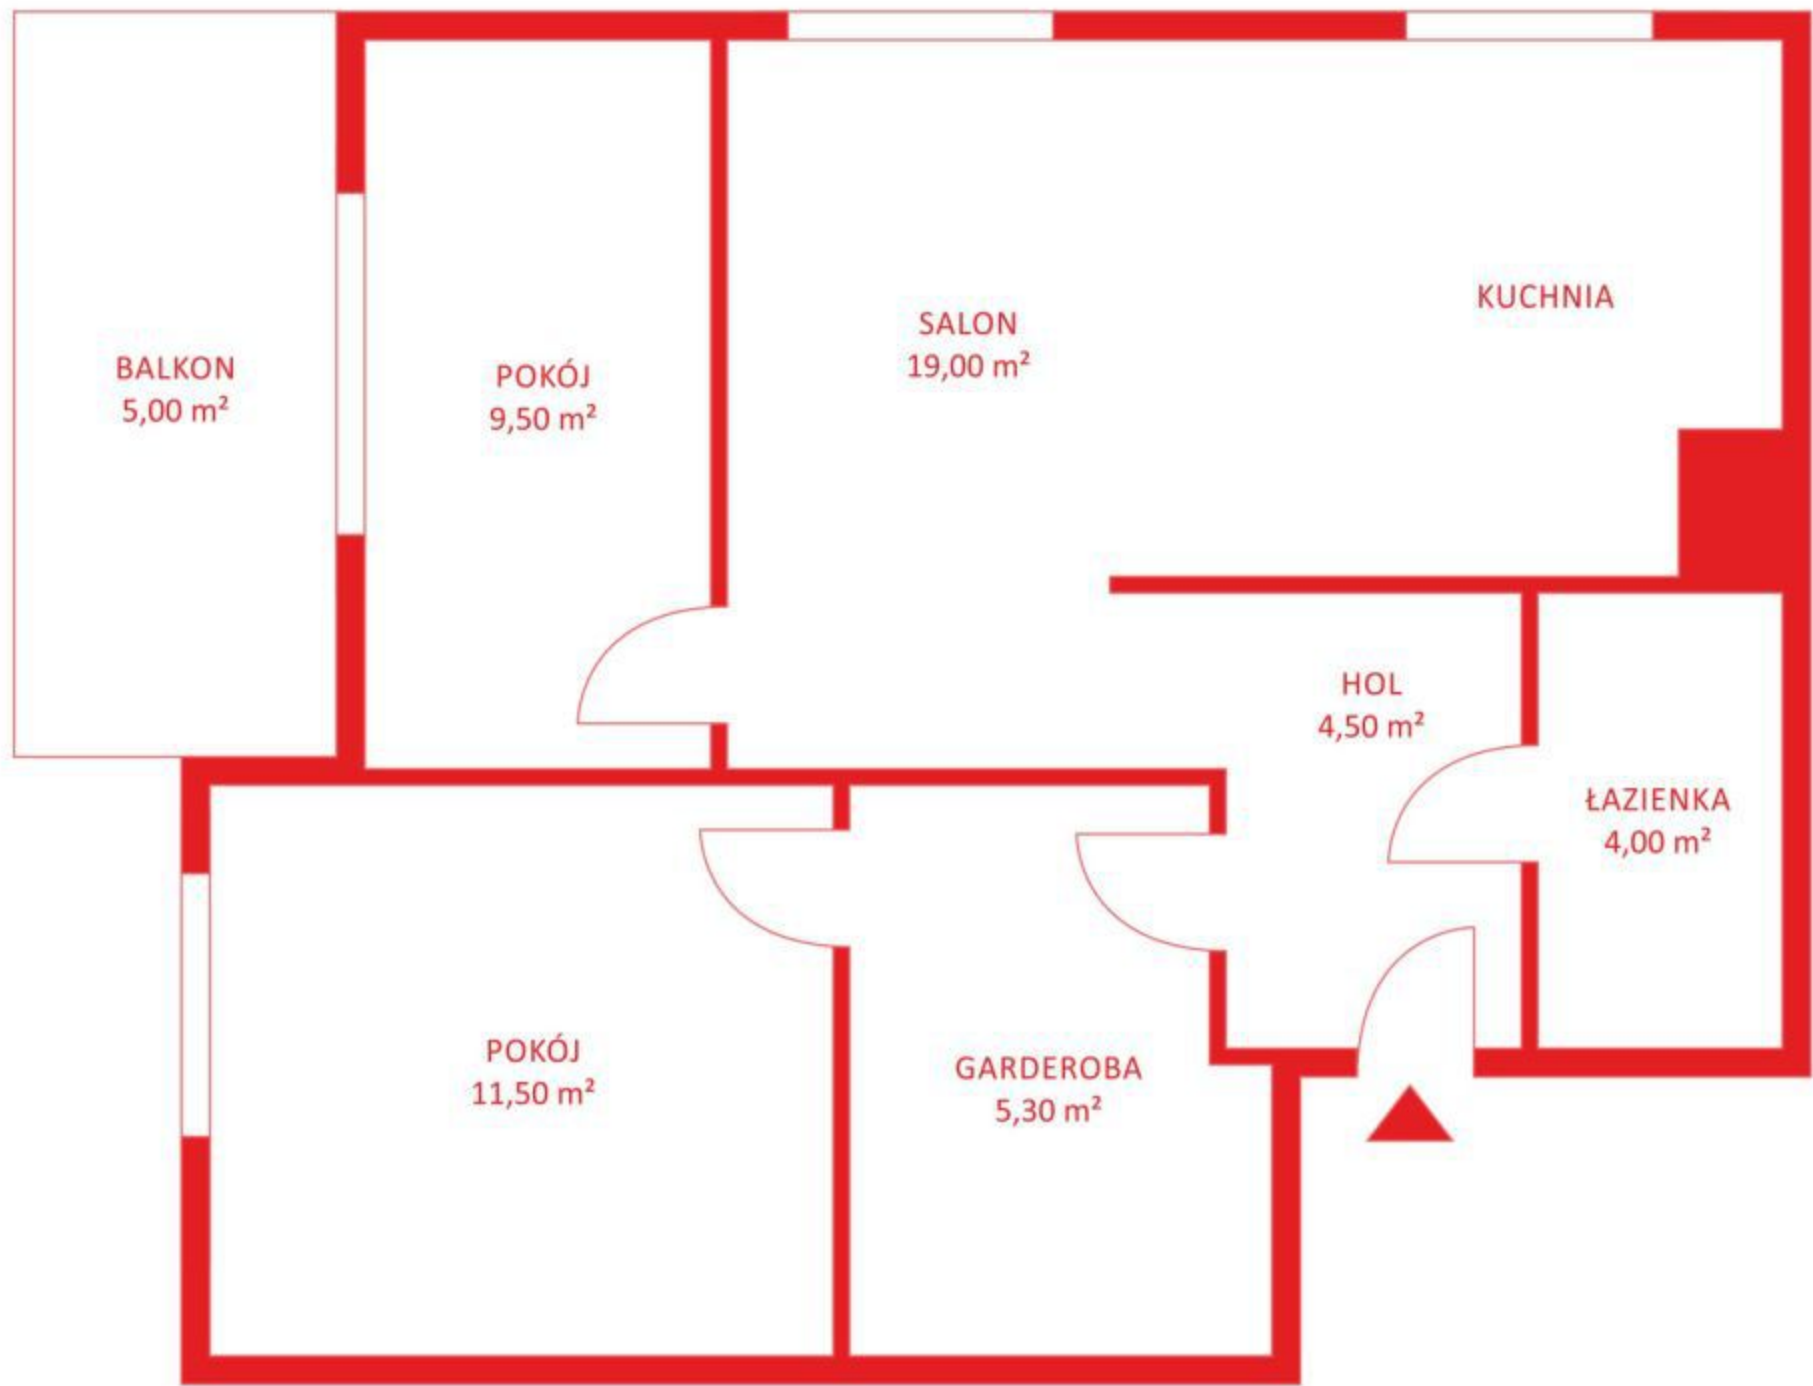 BALKON
5,00 m²
POKÓJ
9,50 m²
SALON
19,00 m²
KUCHNIA
HOL
4,50 m²
ŁAZIENKA
4,00 m²
POKÓJ
11,50 m²
GARDEROBA
5,30 m²